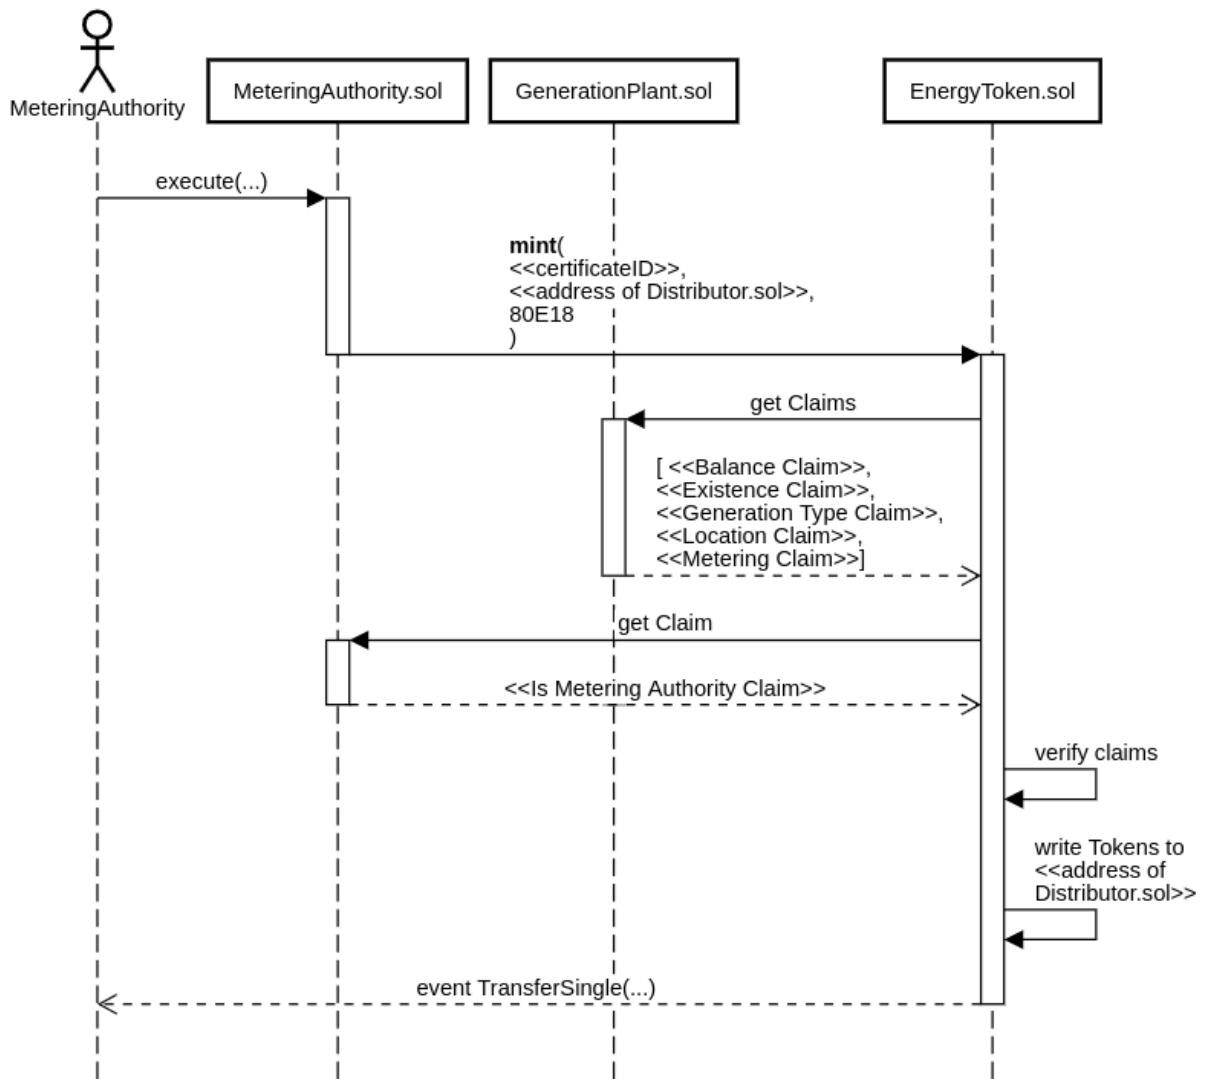 MeteringAuthority
MeteringAuthority.sol
GenerationPlant.sol
EnergyToken.sol
execute(...)
mint(
<<certificateID>>,
<<address of Distributor.sol>>,
80E18
)
get Claims
[ <<Balance Claim>>,
<<Existence Claim>>,
<<Generation Type Claim>>,
<<Location Claim>>,
<<Metering Claim>>]
get Claim
<<Is Metering Authority Claim>>
verify claims
write Tokens to
<<address of
Distributor.sol>>
event TransferSingle(...)